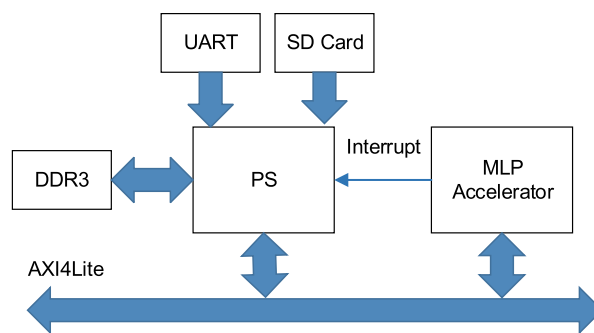 UART
SD Card
Interrupt
DDR3
PS
MLP
Accelerator
AXI4Lite